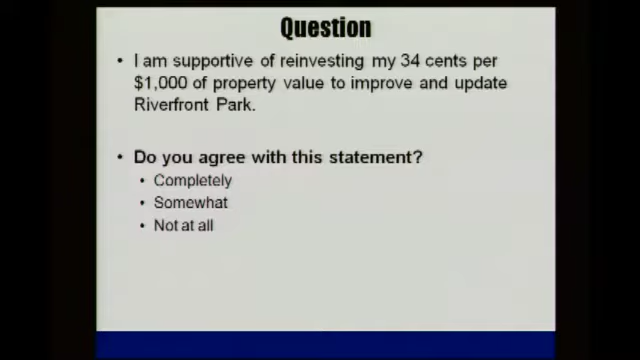 Question
• I am supportive of reinvesting my 34 cents per
$1,000 of property value to improve and update
Riverfront Park.
• Do you agree with this statement?
• Completely
• Somewhat
• Not at all